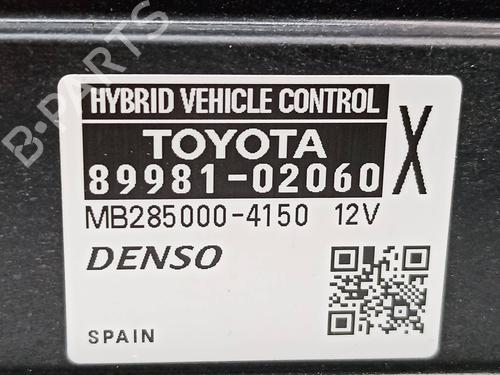 B-PARTS
HYBRID VEHICLE CONTROL
TOYOTA
X
89981-02060
MB285000-4150 12V
DENSO
SPAIN